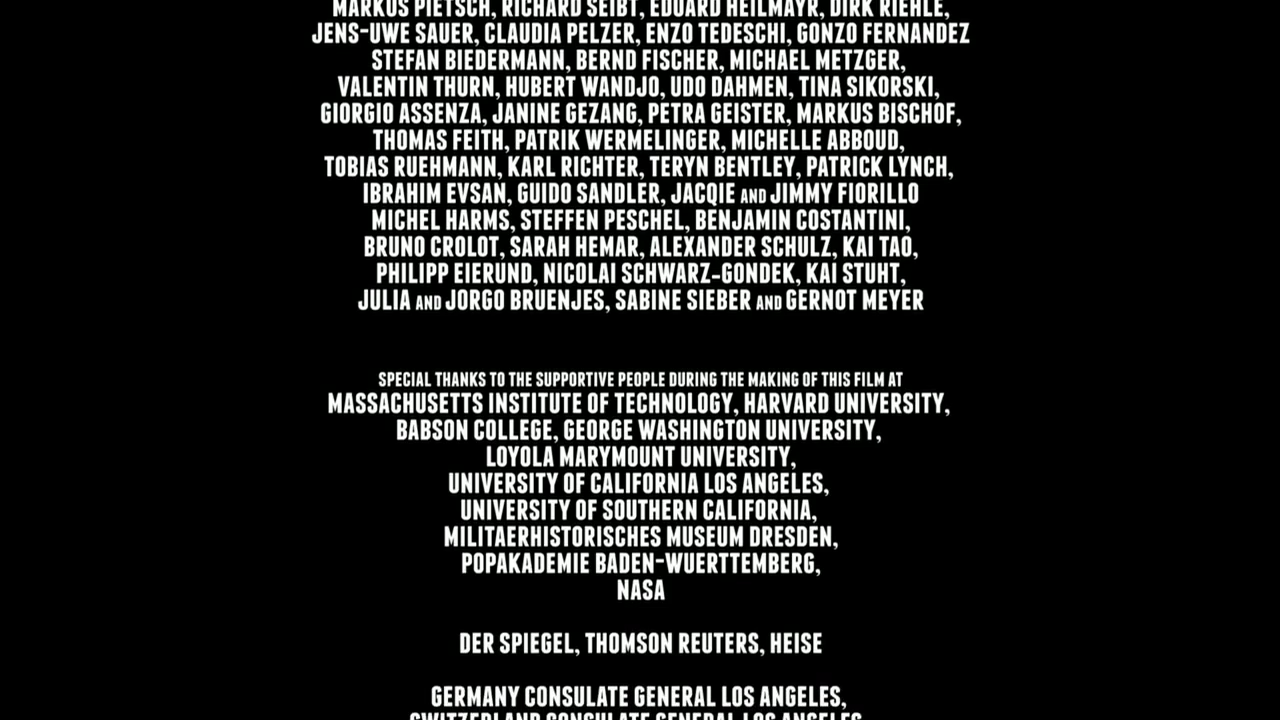 MARKUS PIETSCH, RICHARD SEIBT, EDUARD HEILMAYR, DIRK RIEHLE,
JENS-UWE SAUER, CLAUDIA PELZER, ENZO TEDESCHI, GONZO FERNANDEZ
STEFAN BIEDERMANN, BERND FISCHER, MICHAEL METZGER,
VALENTIN THURN, HUBERT WANDJO, UDO DAHMEN, TINA SIKORSKI,
GIORGIO ASSENZA, JANINE GEZANG, PETRA GEISTER, MARKUS BISCHOF,
THOMAS FEITH, PATRIK WERMELINGER, MICHELLE ABBOUD,
TOBIAS RUEHMANN, KARL RICHTER, TERYN BENTLEY, PATRICK LYNCH,
IBRAHIM EVSAN, GUIDO SANDLER, JACQIE AND JIMMY FIORILLO
MICHEL HARMS, STEFFEN PESCHEL, BENJAMIN COSTANTINI,
BRUNO CROLOT, SARAH HEMAR, ALEXANDER SCHULZ, KAI TAO,
PHILIPP EIERUND, NICOLAI SCHWARZ-GONDEK, KAI STUHT,
JULIA AND JORGO BRUENJES, SABINE SIEBER AND GERNOT MEYER
SPECIAL THANKS TO THE SUPPORTIVE PEOPLE DURING THE MAKING OF THIS FILM AT
MASSACHUSETTS INSTITUTE OF TECHNOLOGY, HARVARD UNIVERSITY,
BABSON COLLEGE, GEORGE WASHINGTON UNIVERSITY,
LOYOLA MARYMOUNT UNIVERSITY,
UNIVERSITY OF CALIFORNIA LOS ANGELES,
UNIVERSITY OF SOUTHERN CALIFORNIA,
MILITAERHISTORISCHES MUSEUM DRESDEN,
POPAKADEMIE BADEN-WUERTTEMBERG,
NASA
DER SPIEGEL, THOMSON REUTERS, HEISE
GERMANY CONSULATE GENERAL LOS ANGELES,
SWITZERLAND CONSULATE GENERAL LOS ANGELES,